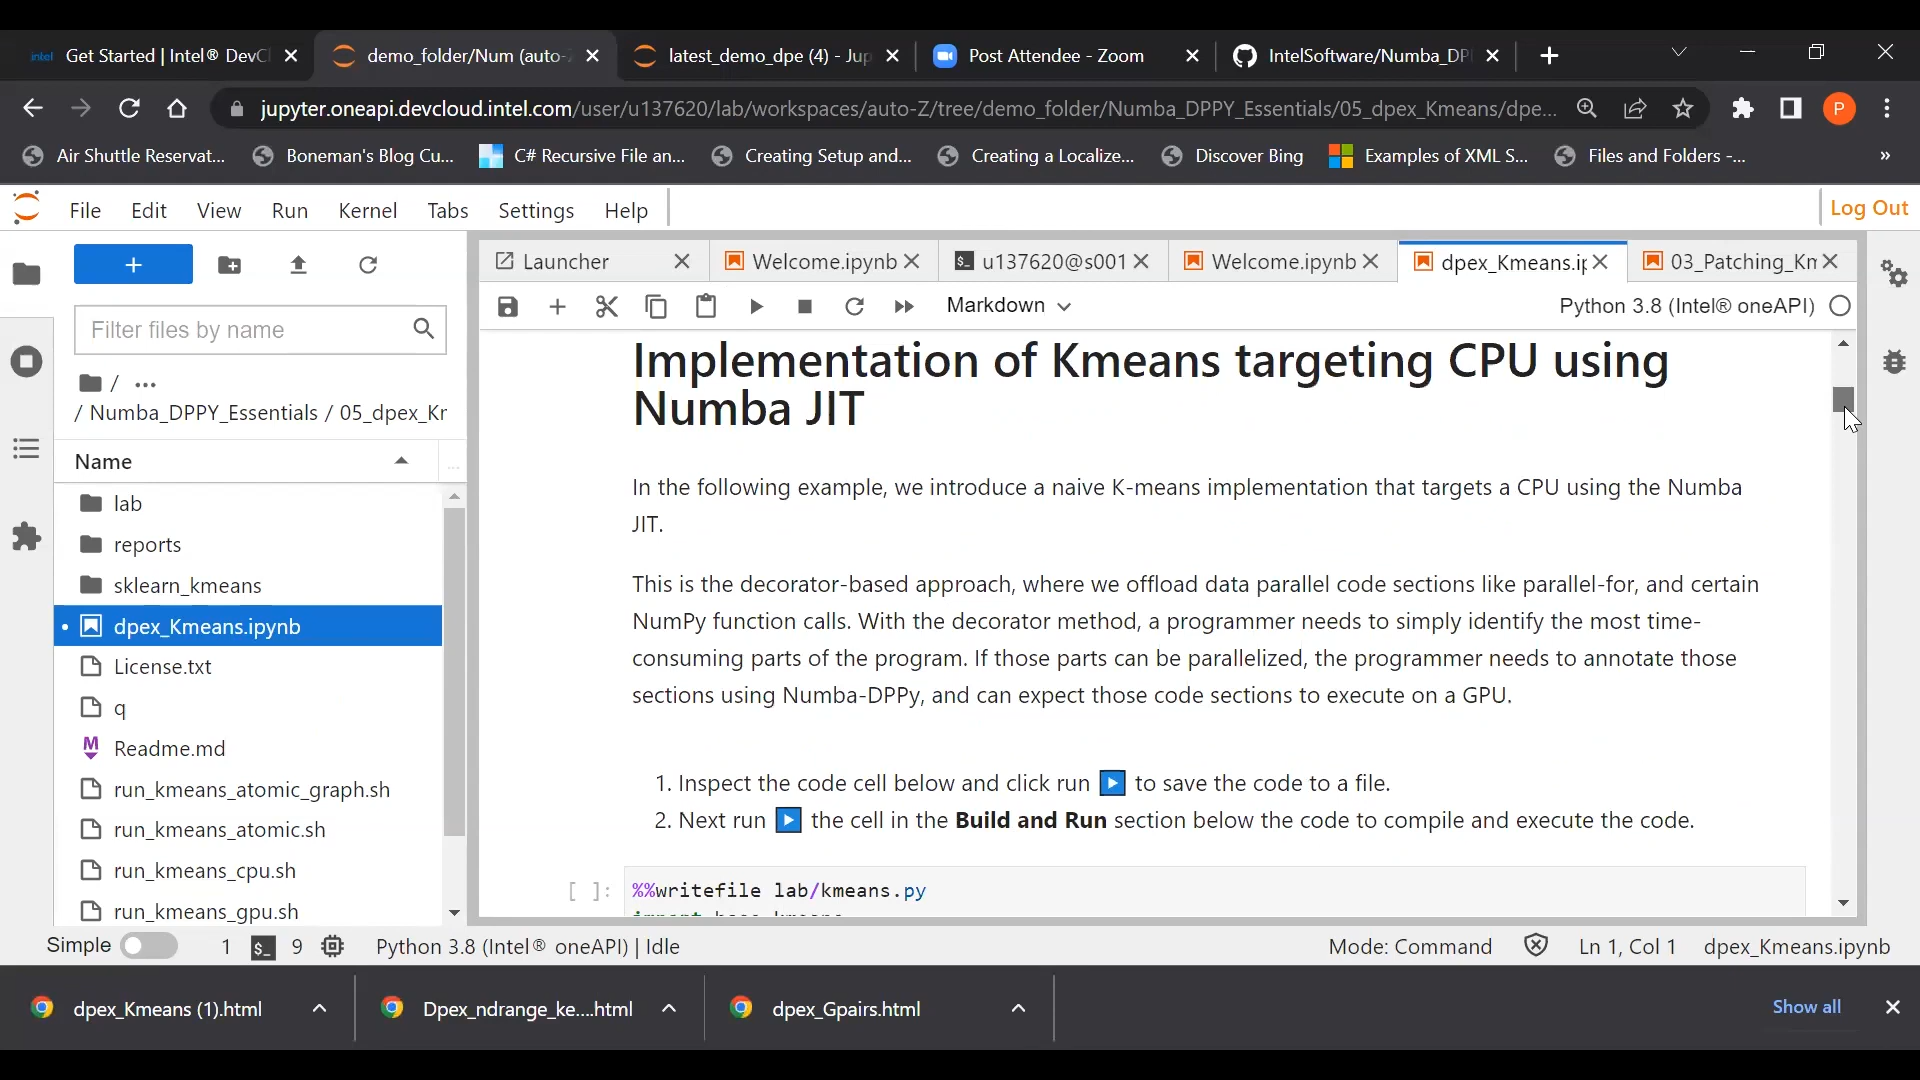 intel Get Started | Intel® DevCl
demo_folder/Num (auto-
latest_demo_dpe (4) - Jup
Post Attendee - Zoom
IntelSoftware/Numba_DP
jupyter.oneapi.devcloud.intel.com/user/u137620/lab/workspaces/auto-Z/tree/demo_folder/Numba_DPPY_Essentials/05_dpex_Kmeans/dpe...
P
Air Shuttle Reservat...
Boneman's Blog Cu...
C# Recursive File an...
Creating Setup and...
Creating a Localize...
Discover Bing
Examples of XML S...
Files and Folders -...
»
File Edit View Run Kernel Tabs Settings Help
Log Out
Launcher
Welcome.ipynb
u137620@s001
Welcome.ipynb
dpex_Kmeans.ip
03_Patching_Km
Markdown
Python 3.8 (Intel® oneAPI)
Filter files by name
/ ...
/ Numba_DPPY_Essentials / 05_dpex_Kr
Name
lab
reports
sklearn_kmeans
dpex_Kmeans.ipynb
License.txt
q
Readme.md
run_kmeans_atomic_graph.sh
run_kmeans_atomic.sh
run_kmeans_cpu.sh
run_kmeans_gpu.sh
Implementation of Kmeans targeting CPU using
Numba JIT
In the following example, we introduce a naive K-means implementation that targets a CPU using the Numba
JIT.
This is the decorator-based approach, where we offload data parallel code sections like parallel-for, and certain
NumPy function calls. With the decorator method, a programmer needs to simply identify the most time-
consuming parts of the program. If those parts can be parallelized, the programmer needs to annotate those
sections using Numba-DPPy, and can expect those code sections to execute on a GPU.
1. Inspect the code cell below and click run to save the code to a file.
2. Next run the cell in the Build and Run section below the code to compile and execute the code.
[ ]: %%writefile lab/kmeans.py
Simple 1 $_ 9 Python 3.8 (Intel® oneAPI) | Idle
Mode: Command Ln 1, Col 1 dpex_Kmeans.ipynb
dpex_Kmeans (1).html
Dpex_ndrange_ke....html
dpex_Gpairs.html
Show all